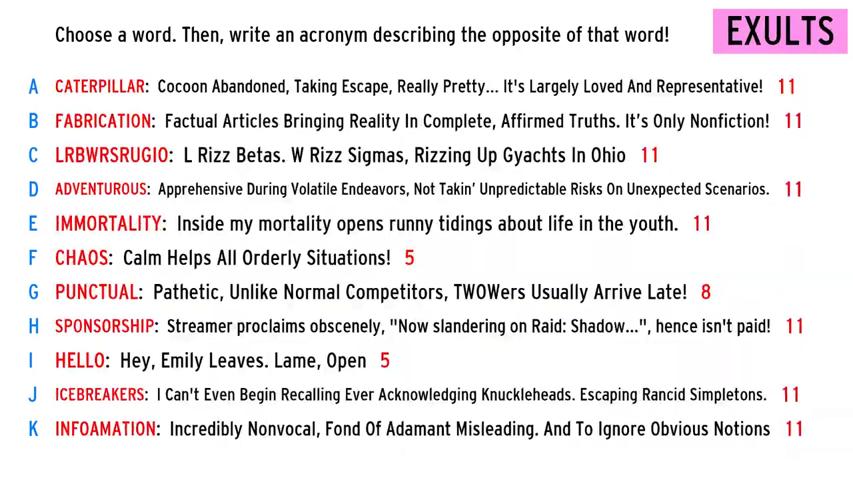 Choose a word. Then, write an acronym describing the opposite of that word!
EXULTS
A CATERPILLAR: Cocoon Abandoned, Taking Escape, Really Pretty... It's Largely Loved And Representative! 11
B FABRICATION: Factual Articles Bringing Reality In Complete, Affirmed Truths. It's Only Nonfiction! 11
C LRBWRSRUGIO: L Rizz Betas. W Rizz Sigmas, Rizzing Up Gyachts In Ohio 11
D ADVENTUROUS: Apprehensive During Volatile Endeavors, Not Takin' Unpredictable Risks On Unexpected Scenarios. 11
E IMMORTALITY: Inside my mortality opens runny tidings about life in the youth. 11
F CHAOS: Calm Helps All Orderly Situations! 5
G PUNCTUAL: Pathetic, Unlike Normal Competitors, TWOWers Usually Arrive Late! 8
H SPONSORSHIP: Streamer proclaims obscenely, "Now slandering on Raid: Shadow...", hence isn't paid! 11
I HELLO: Hey, Emily Leaves. Lame, Open 5
J ICEBREAKERS: I Can't Even Begin Recalling Ever Acknowledging Knuckleheads. Escaping Rancid Simpletons. 11
K INFOAMATION: Incredibly Nonvocal, Fond Of Adamant Misleading. And To Ignore Obvious Notions 11